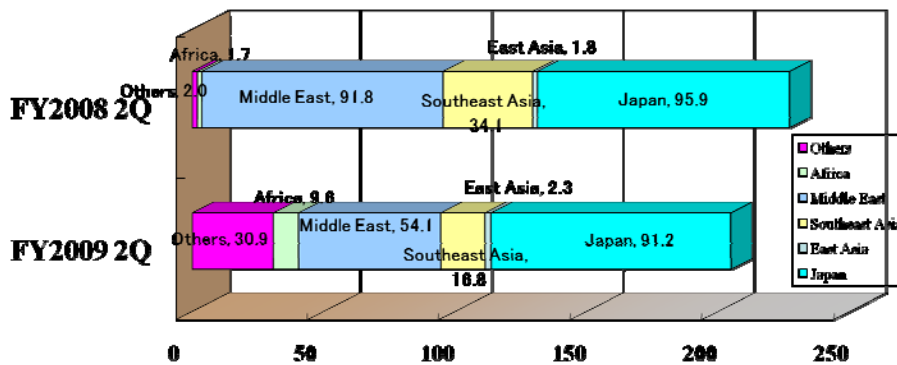 East Asia, 1.8
Africa, 1.7
Others, 2.0
Middle East, 91.8
Southeast Asia,
34.1
Japan, 95.9
FY2008 2Q
Others
Africa
Middle East
Southeast Asia
East Asia
Japan
East Asia, 2.3
Africa, 9.6
Others, 30.9
Middle East, 54.1
Southeast Asia,
16.8
Japan, 91.2
FY2009 2Q
0
50
100
150
200
250